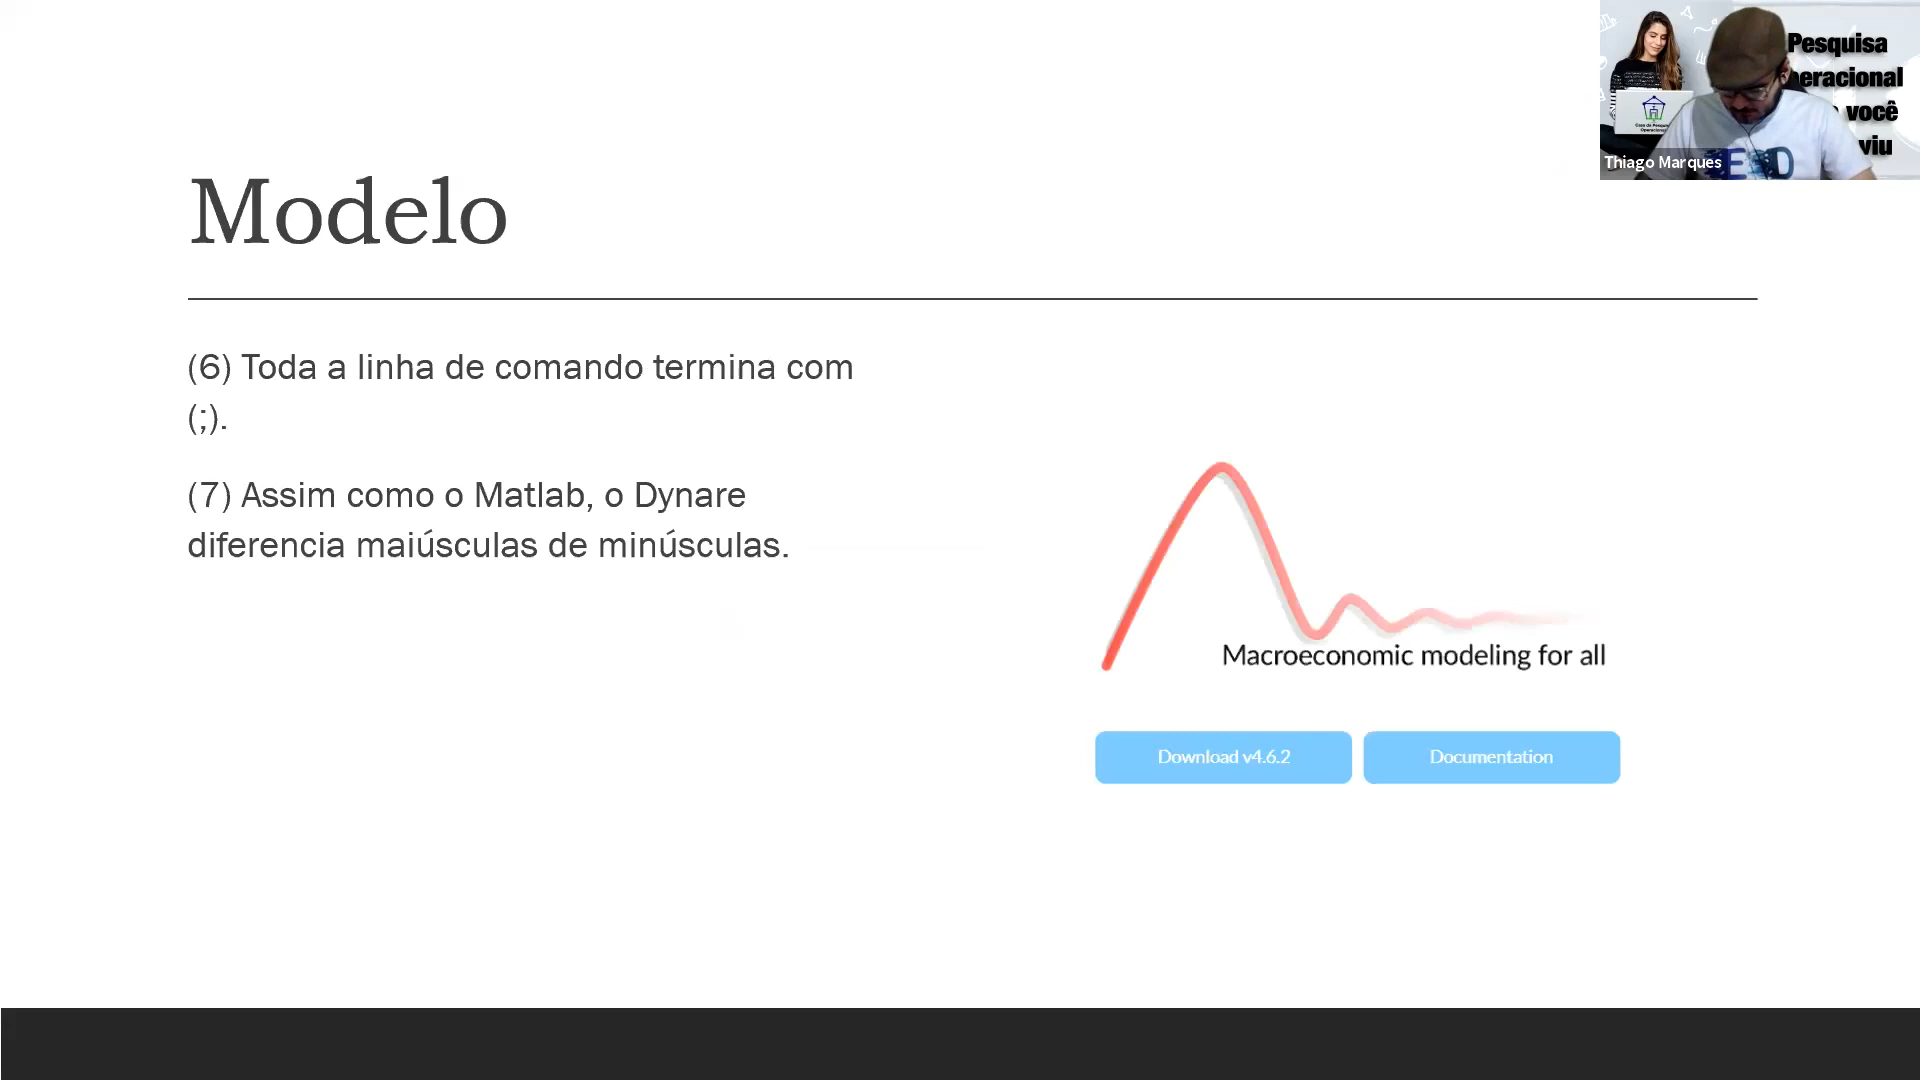 Modelo
(6) Toda a linha de comando termina com
(;).
(7) Assim como o Matlab, o Dynare
diferencia maiúsculas de minúsculas.
Macroeconomic modeling for all
Download v4.6.2
Documentation
Pesquisa
peracional
você
viu
Thiago Marques